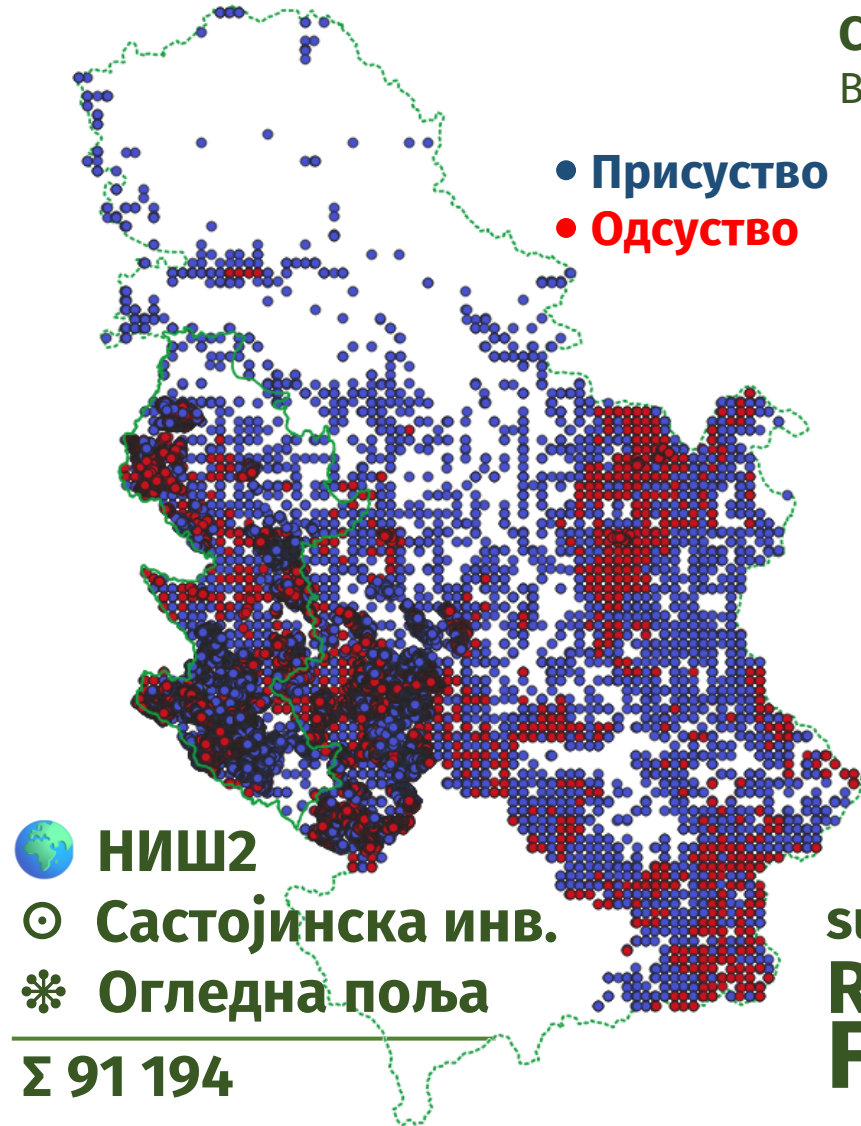 Присуство
Одсуство
НИШ2
Састојинска инв.
Огледна поља
Σ 91 194